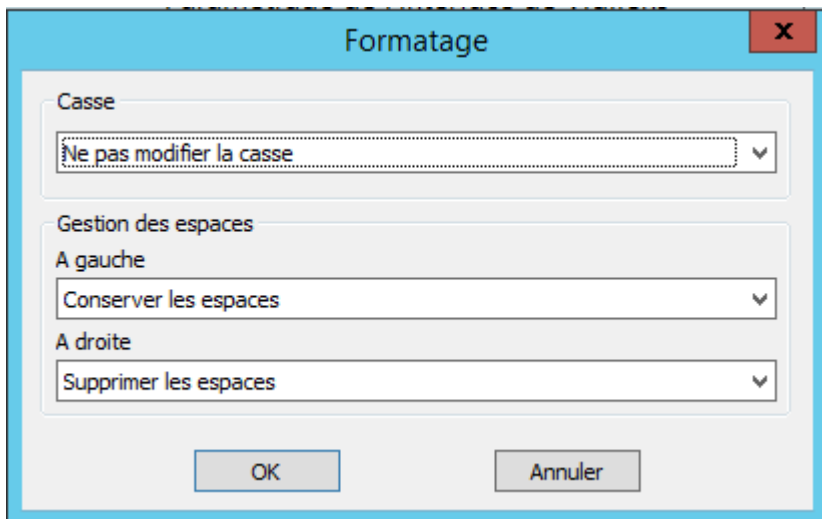 Formatage
x
Casse
Ne pas modifier la casse
Gestion des espaces
A gauche
Conserver les espaces
A droite
Supprimer les espaces
OK
Annuler